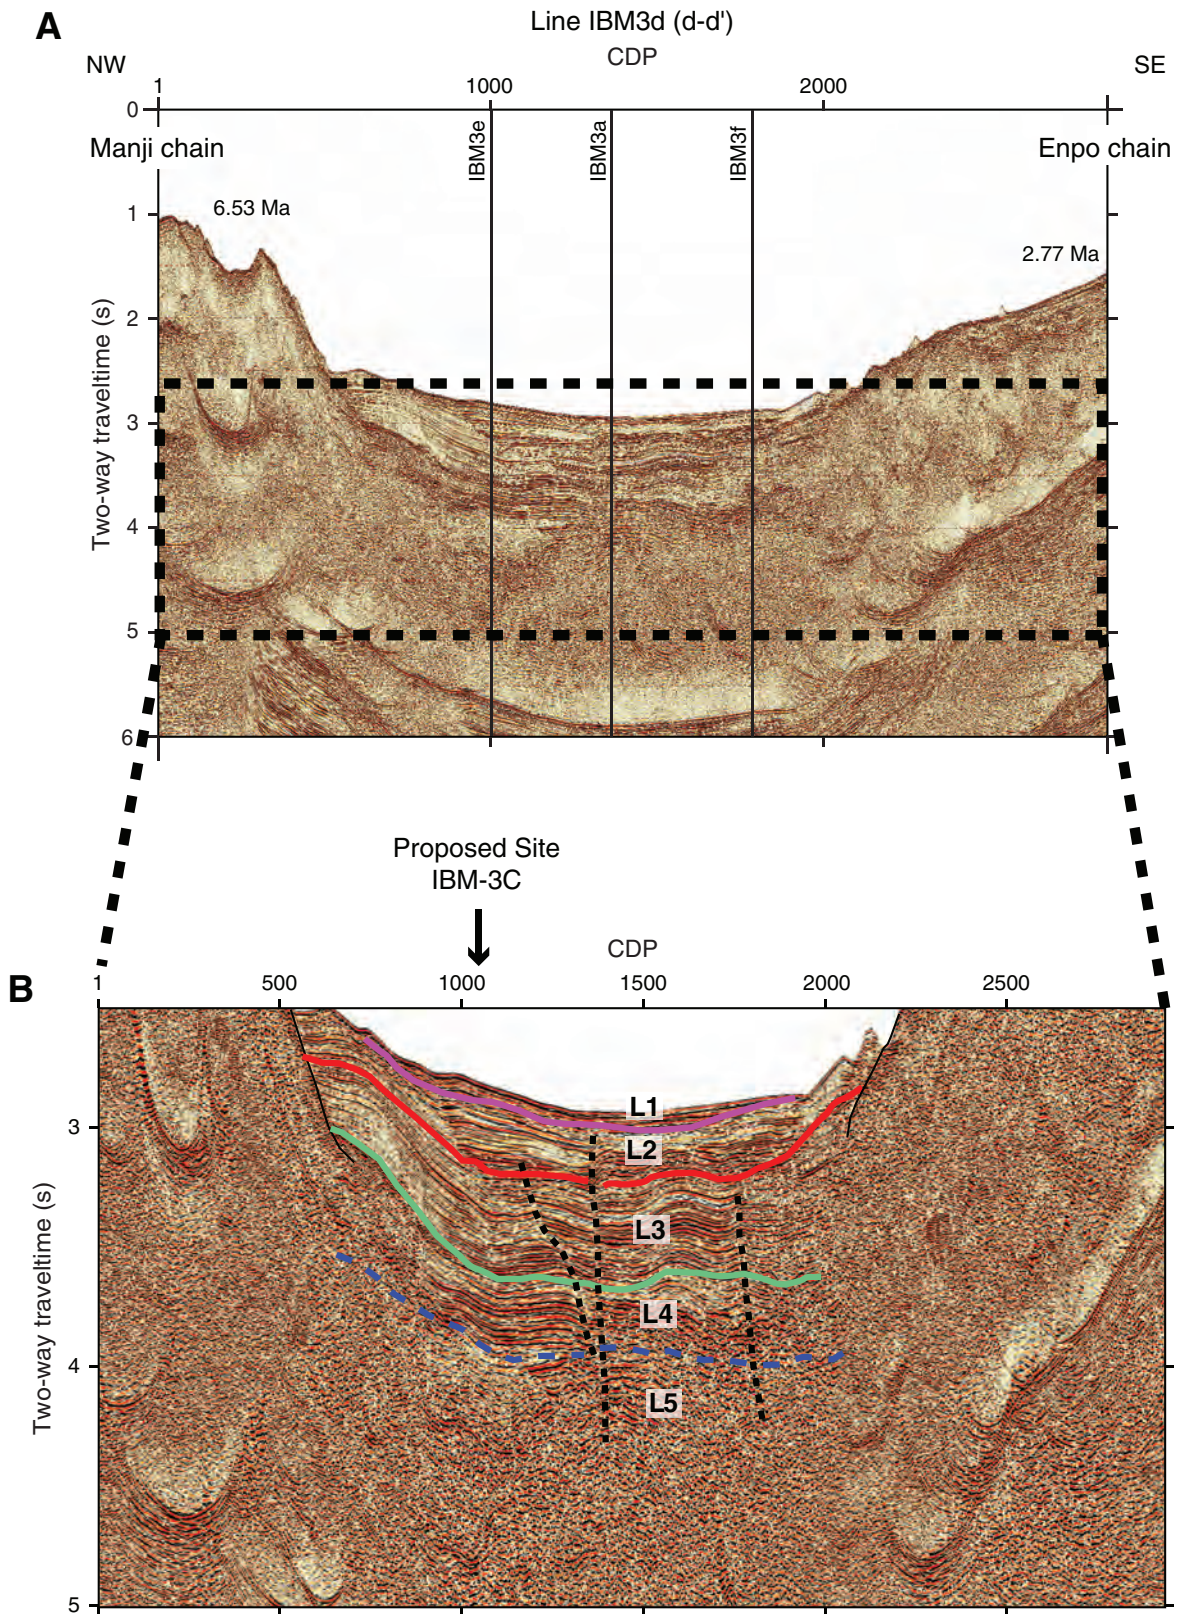 A
Line IBM3d (d-d')
CDP
NW
SE
1
1000
2000
0
Manji chain
Enpo chain
IBM3e
IBM3a
IBM3f
1
6.53 Ma
2.77 Ma
2
3
4
5
6
Two-way traveltime (s)
Proposed Site
IBM-3C
CDP
B
1
500
1000
1500
2000
2500
L1
3
L2
L3
L4
4
L5
5
Two-way traveltime (s)